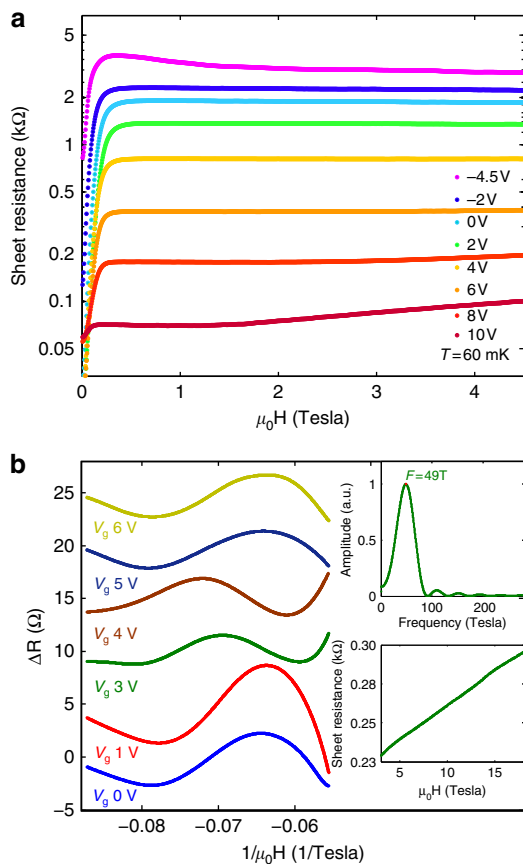 a
5
2
1
0.5
0.2
0.1
0.05
Sheet resistance (kΩ)
–4.5 V
–2 V
0 V
2 V
4 V
6 V
8 V
10 V
T=60 mK
0 1 2 3 4
μ₀H (Tesla)
b
25
20
15
10
5
0
–5
ΔR (Ω)
Vg 6 V
Vg 5 V
Vg 4 V
Vg 3 V
Vg 1 V
Vg 0 V
–0.08 –0.07 –0.06
1/μ₀H (1/Tesla)
F=49T
1
0.5
0
Amplitude (a.u.)
0 100 200
Frequency (Tesla)
0.30
0.28
0.25
0.23
Sheet resistance (kΩ)
5 10 15
μ₀H (Tesla)